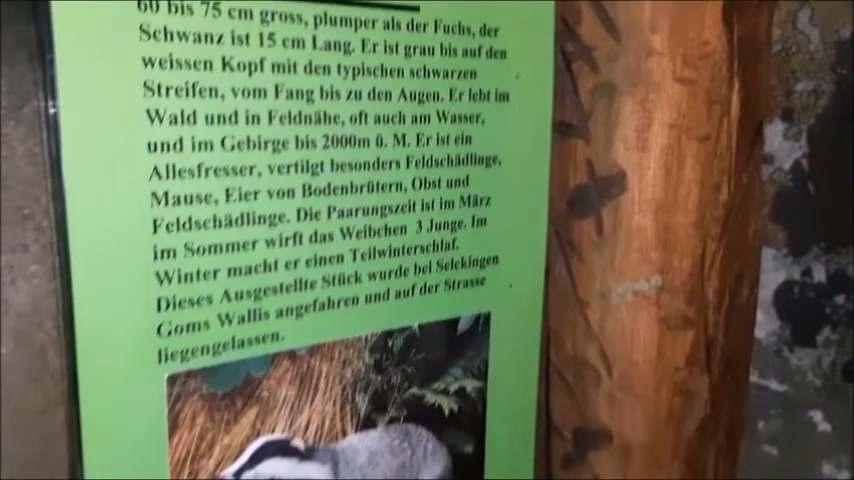 60 bis 75 cm gross, plumper als der Fuchs, der
Schwanz ist 15 cm Lang. Er ist grau bis auf den
weissen Kopf mit den typischen schwarzen
Streifen, vom Fang bis zu den Augen. Er lebt im
Wald und in Feldnähe, oft auch am Wasser,
und im Gebirge bis 2000m ü. M. Er ist ein
Allesfresser, vertilgt besonders Feldschädlinge,
Mause, Eier von Bodenbrütern, Obst und
Feldschädlinge. Die Paarungszeit ist im März
im Sommer wirft das Weibchen 3 Junge. Im
Winter macht er einen Teilwinterschlaf.
Dieses Ausgestellte Stück wurde bei Selckingen
Goms Wallis angefahren und auf der Strasse
liegengelassen.